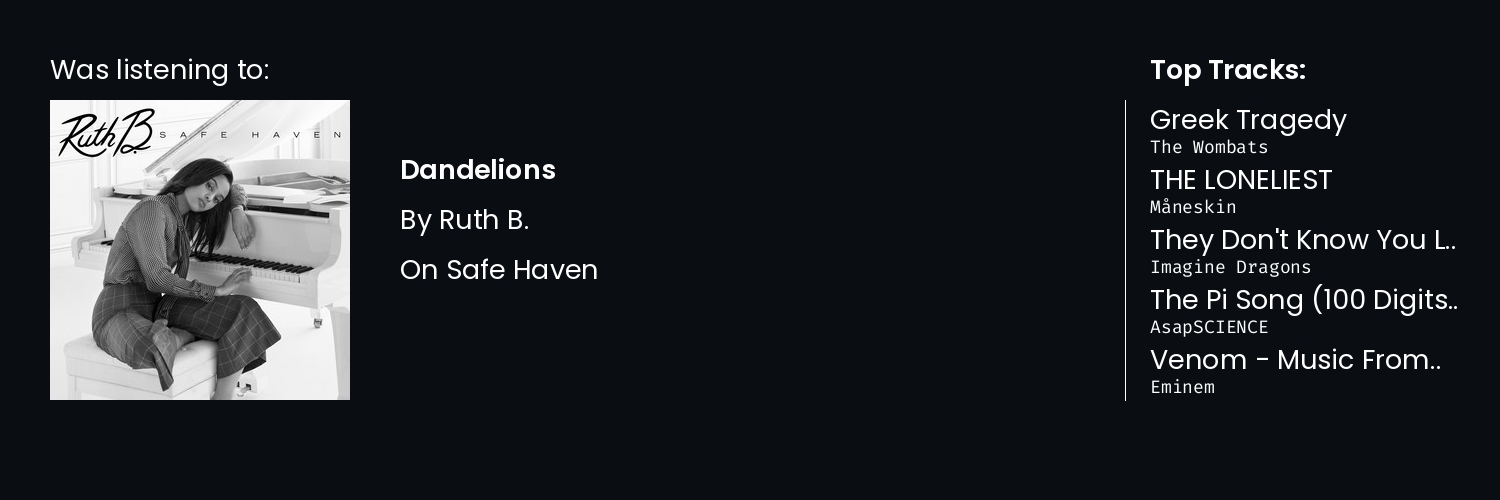 Was listening to:
Ruth B. SAFE HAVEN
Dandelions
By Ruth B.
On Safe Haven
Top Tracks:
Greek Tragedy
The Wombats
THE LONELIEST
Måneskin
They Don't Know You L..
Imagine Dragons
The Pi Song (100 Digits..
AsapSCIENCE
Venom - Music From..
Eminem